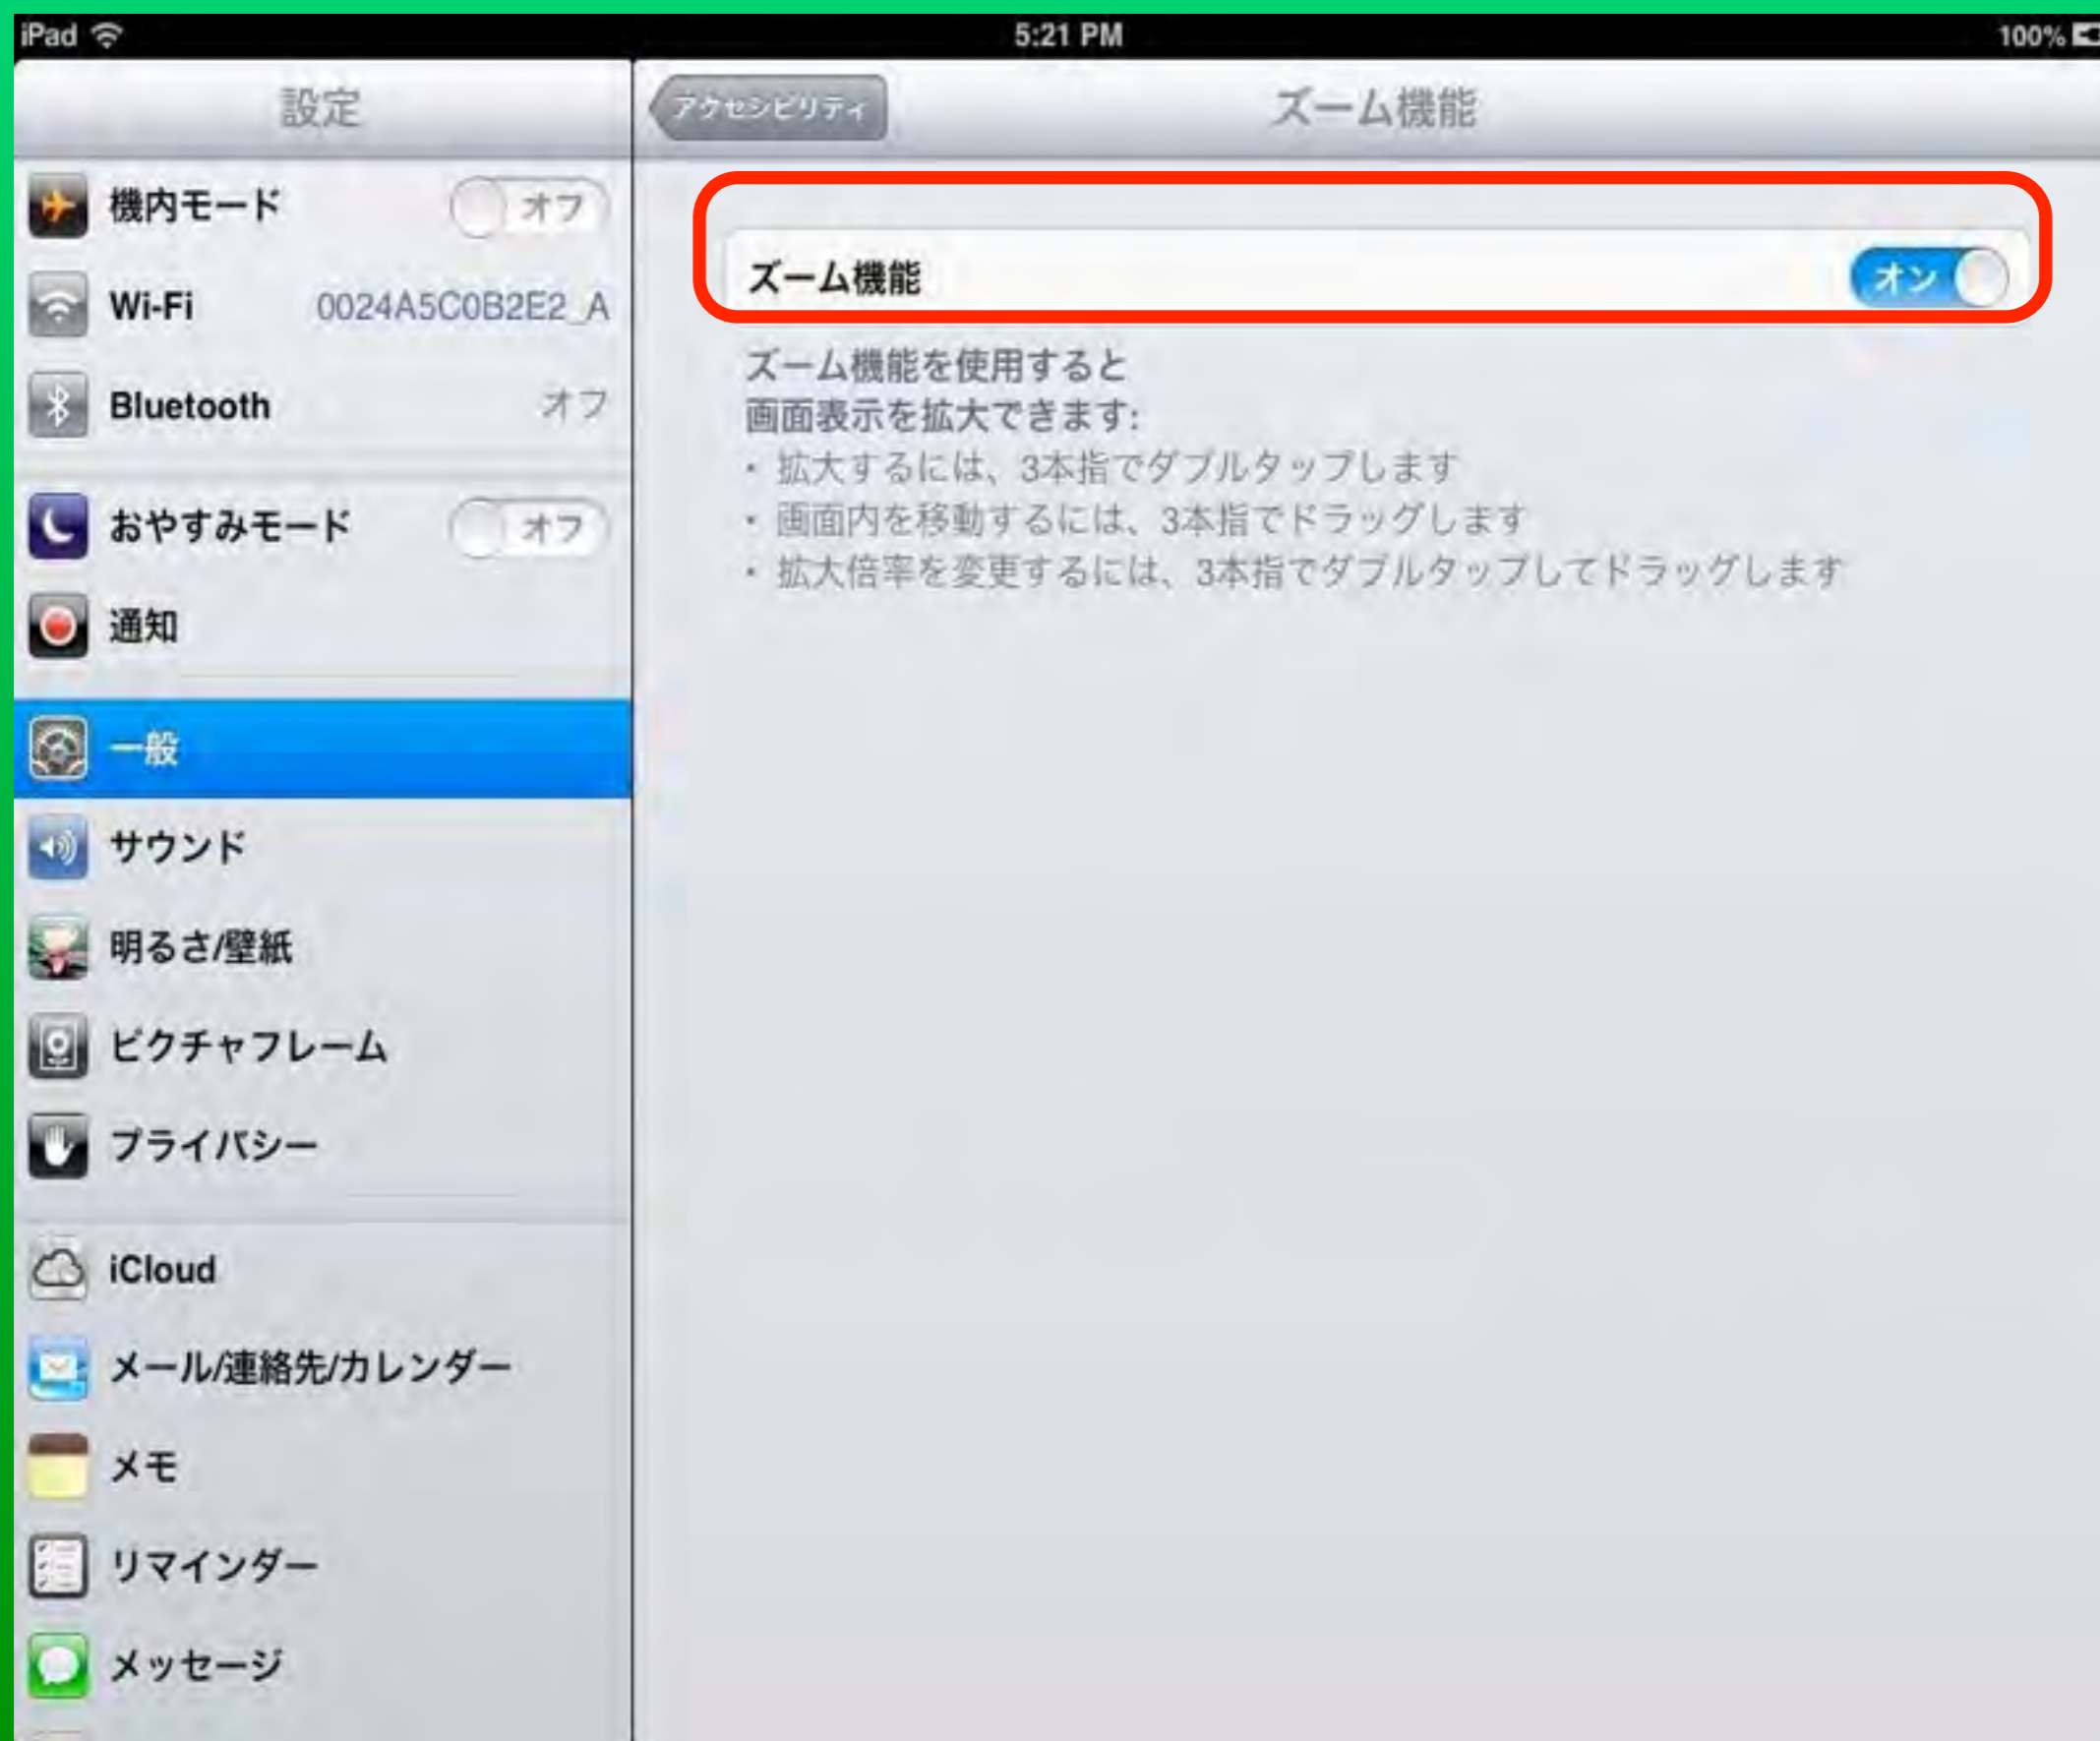 iPad
5:21 PM
100%
設定
アクセシビリティ
ズーム機能
機内モード
オフ
Wi-Fi
0024A5C0B2E2_A
Bluetooth
オフ
おやすみモード
オフ
通知
一般
サウンド
明るさ/壁紙
ピクチャフレーム
プライバシー
iCloud
メール/連絡先/カレンダー
メモ
リマインダー
メッセージ
ズーム機能
オン
ズーム機能を使用すると
画面表示を拡大できます:
・拡大するには、3本指でダブルタップします
・画面内を移動するには、3本指でドラッグします
・拡大倍率を変更するには、3本指でダブルタップしてドラッグします